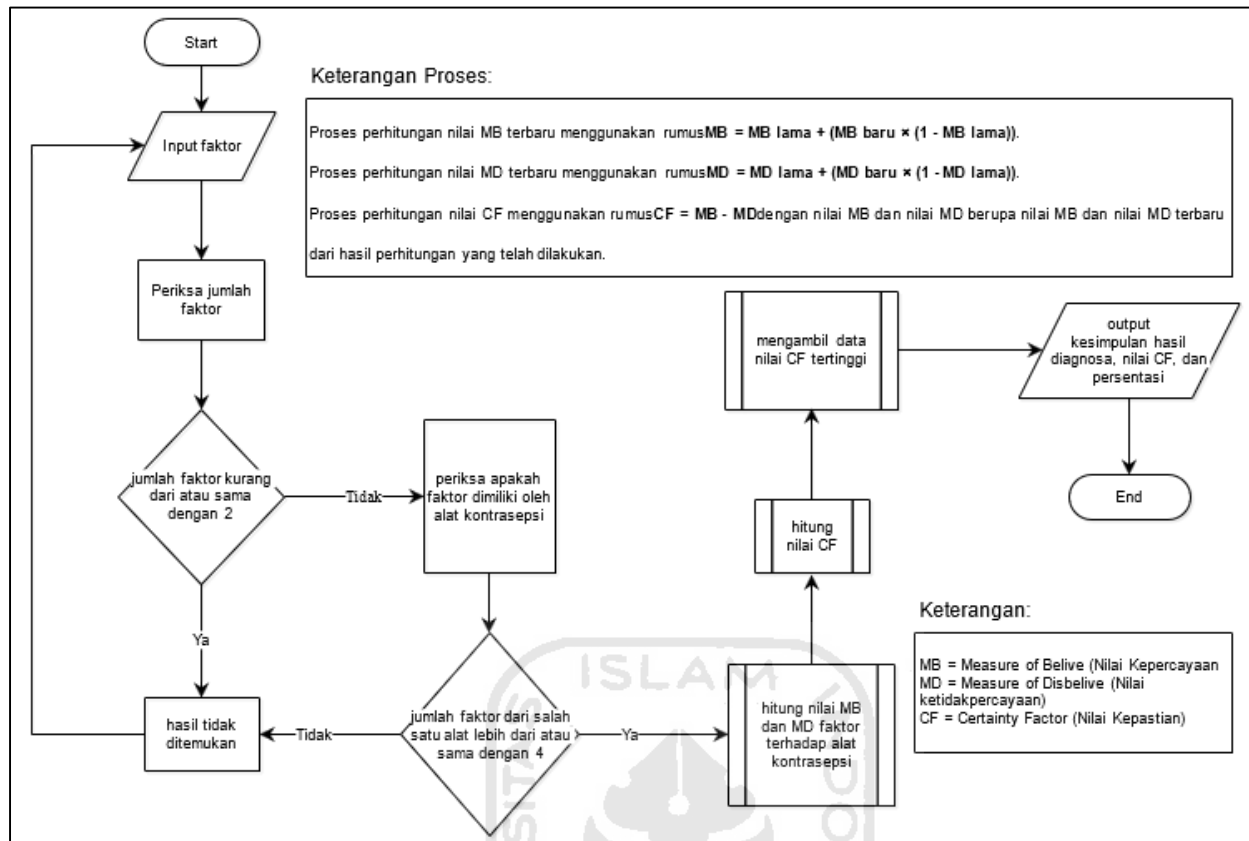 Start
Keterangan Proses:
Proses perhitungan nilai MB terbaru menggunakan rumusMB = MB lama + (MB baru × (1 - MB lama)).
Proses perhitungan nilai MD terbaru menggunakan rumusMD = MD lama + (MD baru × (1 - MD lama)).
Proses perhitungan nilai CF menggunakan rumusCF = MB - MDdengan nilai MB dan nilai MD berupa nilai MB dan nilai MD terbaru
dari hasil perhitungan yang telah dilakukan.
Input faktor
Periksa jumlah
faktor
jumlah faktor kurang
dari atau sama
dengan 2
Tidak
periksa apakah
faktor dimiliki oleh
alat kontrasepsi
Ya
hasil tidak
ditemukan
Tidak
jumlah faktor dari salah
satu alat lebih dari atau
sama dengan 4
Ya
hitung nilai MB
dan MD faktor
terhadap alat
kontrasepsi
hitung
nilai CF
mengambil data
nilai CF tertinggi
output
kesimpulan hasil
diagnosa, nilai CF, dan
persentasi
End
Keterangan:
MB = Measure of Belive (Nilai Kepercayaan
MD = Measure of Disbelive (Nilai
ketidakpercayaan)
CF = Certainty Factor (Nilai Kepastian)
ISLAM